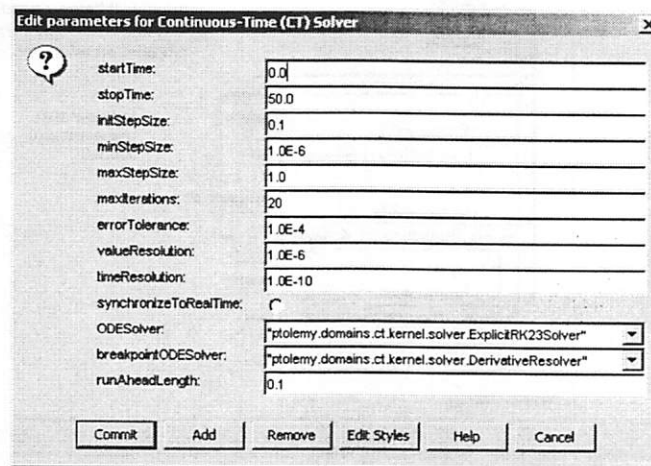 Edit parameters for Continuous-Time (CT) Solver
startTime: 0.0
stopTime: 50.0
initStepSize: 0.1
minStepSize: 1.0E-6
maxStepSize: 1.0
maxIterations: 20
errorTolerance: 1.0E-4
valueResolution: 1.0E-6
timeResolution: 1.0E-10
synchronizeToRealTime:
ODESolver: "ptolemy.domains.ct.kernel.solver.ExplicitRK23Solver"
breakpointODESolver: "ptolemy.domains.ct.kernel.solver.DerivativeResolver"
runAheadLength: 0.1
Commit Add Remove Edit Styles Help Cancel